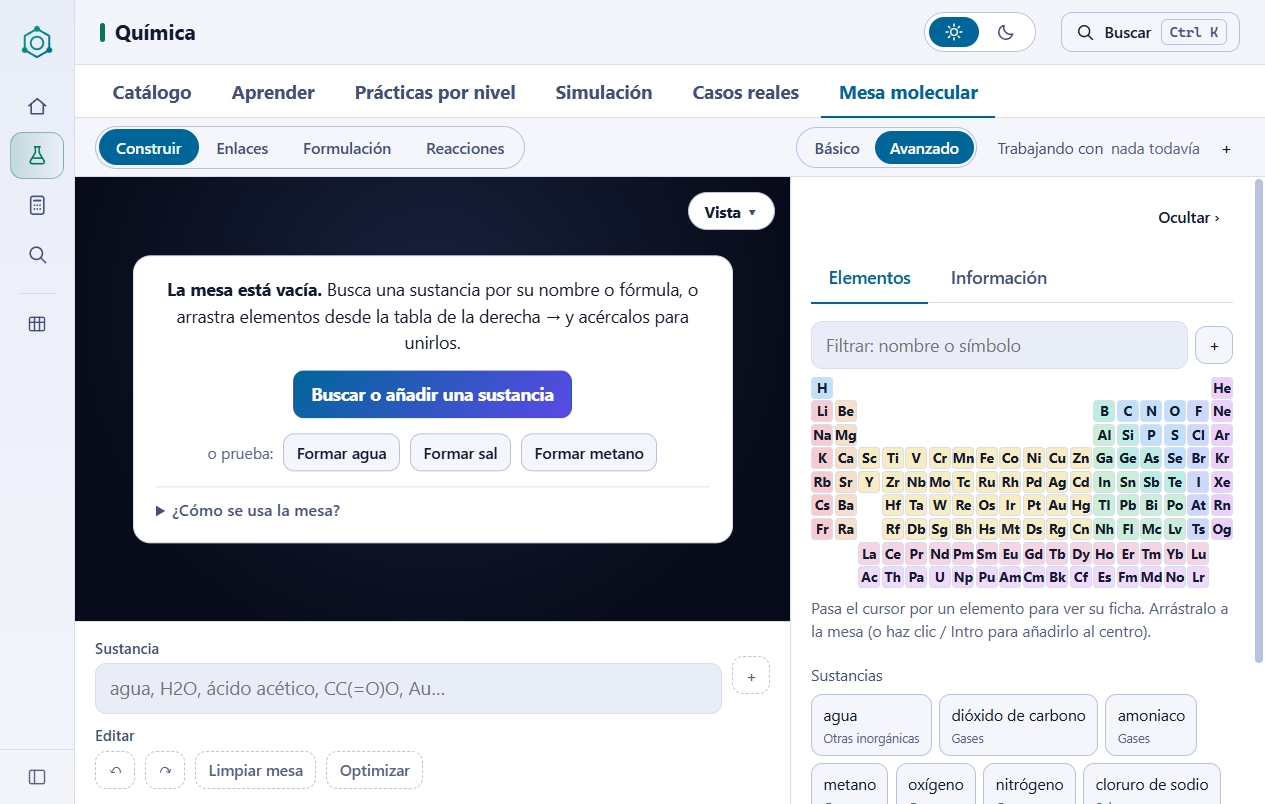 Química
Buscar Ctrl K
Catálogo Aprender Prácticas por nivel Simulación Casos reales Mesa molecular
Construir Enlaces Formulación Reacciones
Básico Avanzado Trabajando con nada todavía +
Vista ▾
La mesa está vacía. Busca una sustancia por su nombre o fórmula, o
arrastra elementos desde la tabla de la derecha → y acércalos para
unirlos.
Buscar o añadir una sustancia
o prueba: Formar agua Formar sal Formar metano
▶ ¿Cómo se usa la mesa?
Sustancia
agua, H2O, ácido acético, CC(=O)O, Au...
+
Editar
↶ ↷ Limpiar mesa Optimizar
Ocultar ›
Elementos Información
Filtrar: nombre o símbolo
+
H He
Li Be B C N O F Ne
Na Mg Al Si P S Cl Ar
K Ca Sc Ti V Cr Mn Fe Co Ni Cu Zn Ga Ge As Se Br Kr
Rb Sr Y Zr Nb Mo Tc Ru Rh Pd Ag Cd In Sn Sb Te I Xe
Cs Ba Hf Ta W Re Os Ir Pt Au Hg Tl Pb Bi Po At Rn
Fr Ra Rf Db Sg Bh Hs Mt Ds Rg Cn Nh Fl Mc Lv Ts Og
La Ce Pr Nd Pm Sm Eu Gd Tb Dy Ho Er Tm Yb Lu
Ac Th Pa U Np Pu Am Cm Bk Cf Es Fm Md No Lr
Pasa el cursor por un elemento para ver su ficha. Arrástralo a
la mesa (o haz clic / Intro para añadirlo al centro).
Sustancias
agua dióxido de carbono amoniaco
Otras inorgánicas Gases Gases
metano oxígeno nitrógeno cloruro de sodio